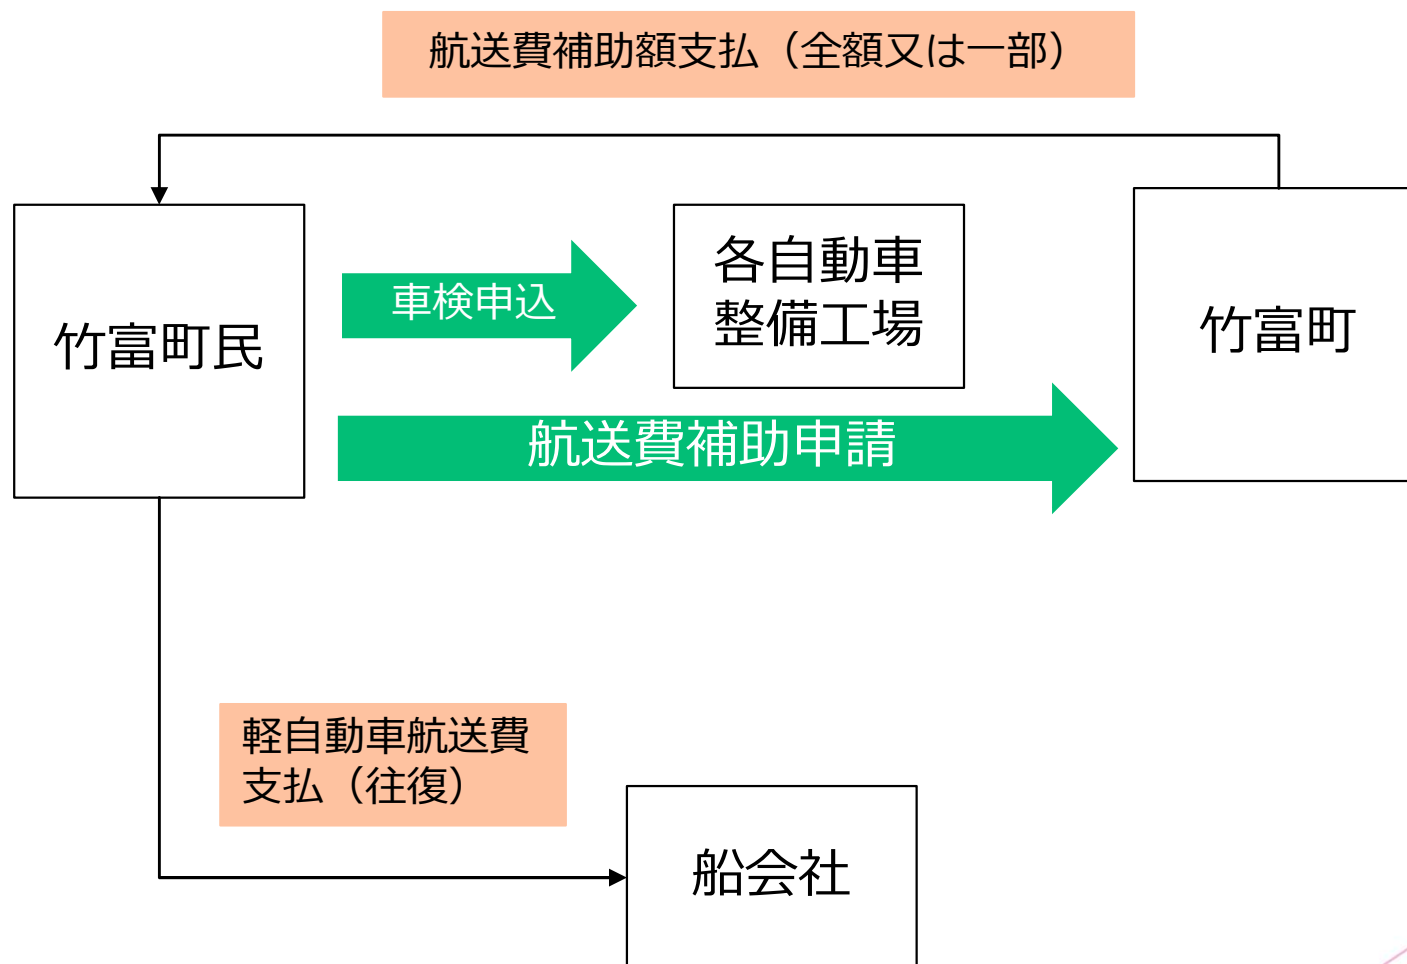 航送費補助額支払（全額又は一部）
竹富町民
車検申込
各自動車
整備工場
竹富町
航送費補助申請
軽自動車航送費
支払（往復）
船会社